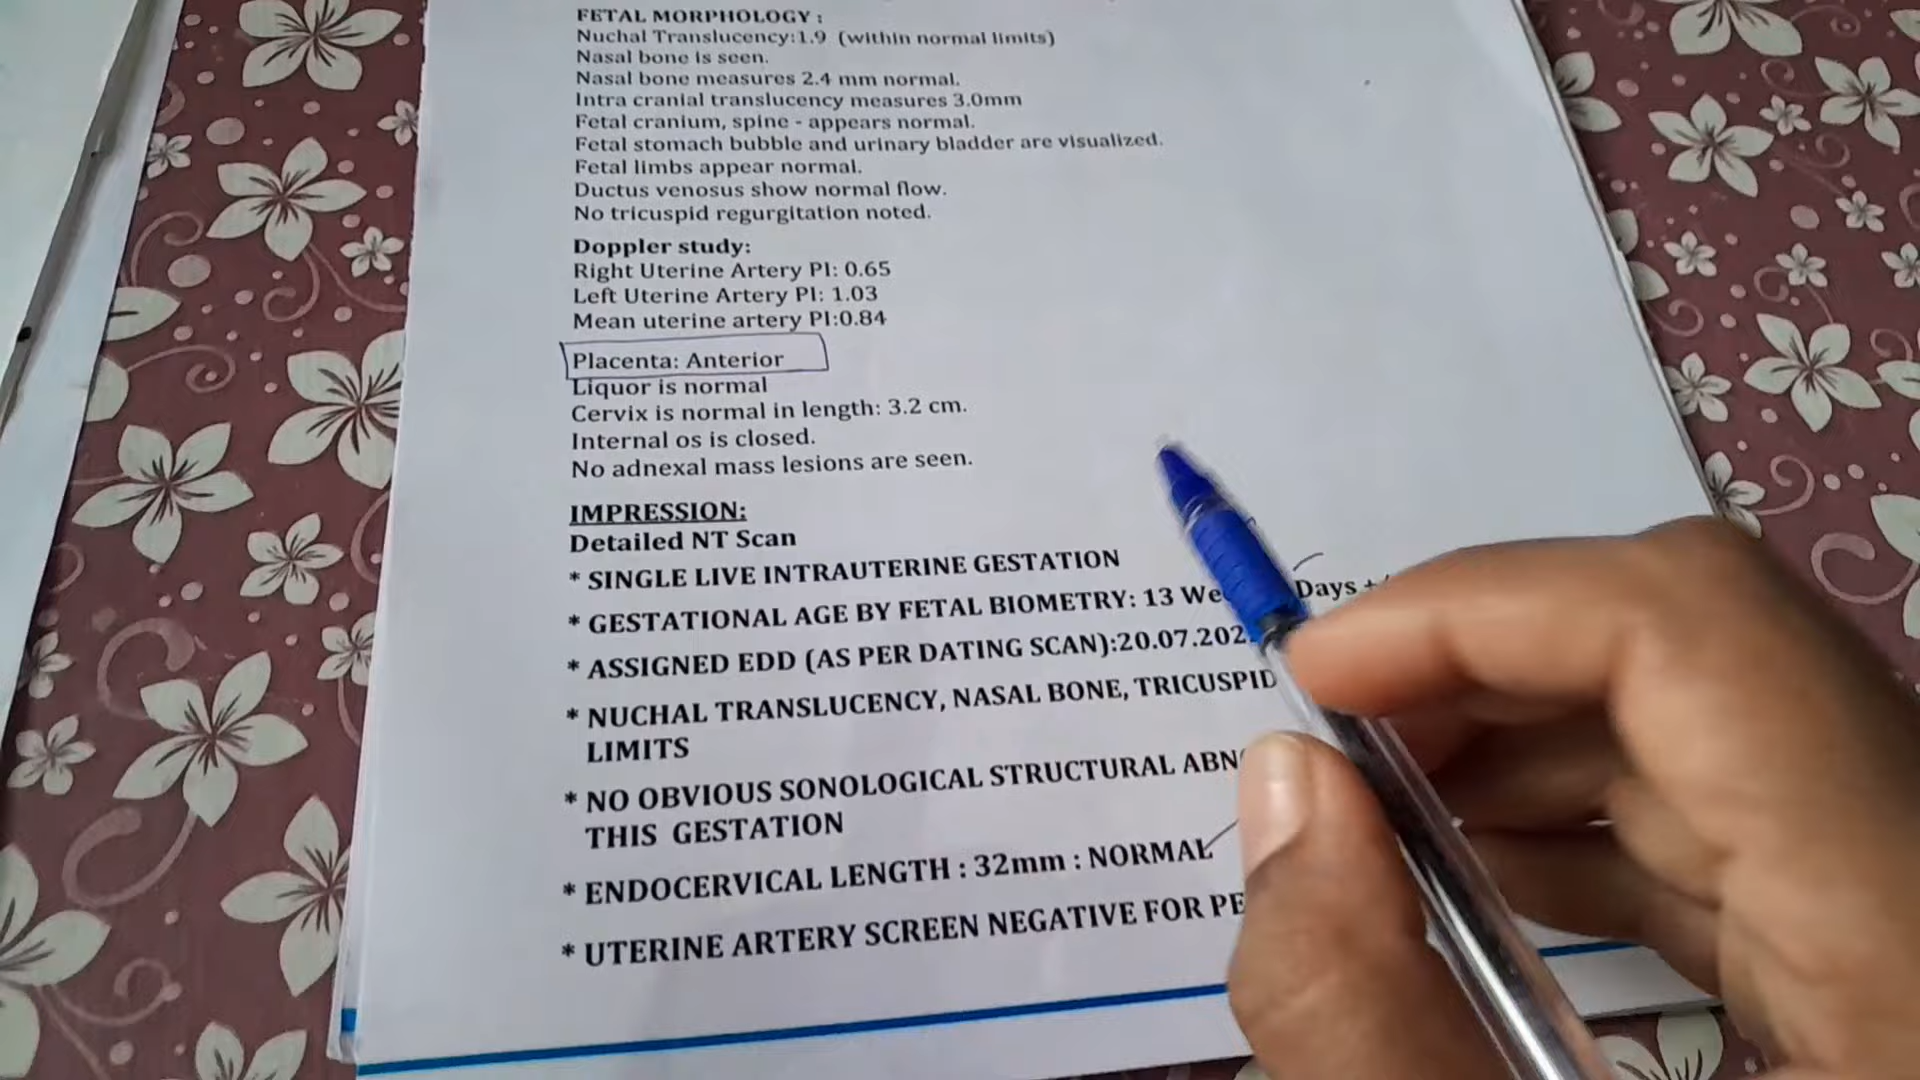 FETAL MORPHOLOGY :
Nuchal Translucency:1.9 (within normal limits)
Nasal bone is seen.
Nasal bone measures 2.4 mm normal.
Intra cranial translucency measures 3.0mm
Fetal cranium, spine - appears normal.
Fetal stomach bubble and urinary bladder are visualized.
Fetal limbs appear normal.
Ductus venosus show normal flow.
No tricuspid regurgitation noted.
Doppler study:
Right Uterine Artery PI: 0.65
Left Uterine Artery PI: 1.03
Mean uterine artery PI:0.84
Placenta: Anterior
Liquor is normal
Cervix is normal in length: 3.2 cm.
Internal os is closed.
No adnexal mass lesions are seen.
IMPRESSION:
Detailed NT Scan
* SINGLE LIVE INTRAUTERINE GESTATION
* GESTATIONAL AGE BY FETAL BIOMETRY: 13 Days
* ASSIGNED EDD (AS PER DATING SCAN):20.07.202
* NUCHAL TRANSLUCENCY, NASAL BONE, TRICUSPID
LIMITS
* NO OBVIOUS SONOLOGICAL STRUCTURAL
THIS GESTATION
* ENDOCERVICAL LENGTH : 32mm : NORMAL
* UTERINE ARTERY SCREEN NEGATIVE FOR